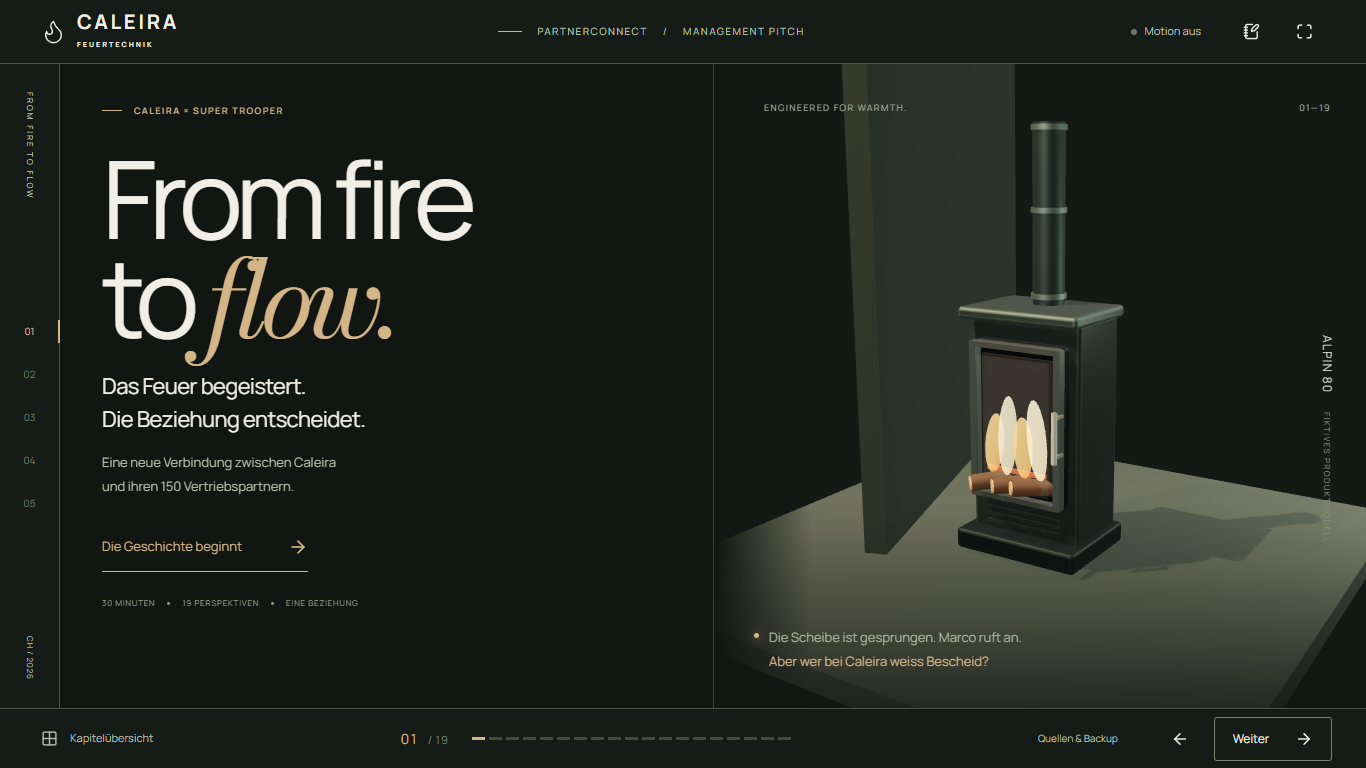 CALEIRA
FEUERTECHNIK
PARTNERCONNECT / MANAGEMENT PITCH
Motion aus
FROM FIRE TO FLOW
01
02
03
04
05
CH / 2026
CALEIRA × SUPER TROOPER
From fire
to flow.
Das Feuer begeistert.
Die Beziehung entscheidet.
Eine neue Verbindung zwischen Caleira
und ihren 150 Vertriebspartnern.
Die Geschichte beginnt
30 MINUTEN • 19 PERSPEKTIVEN • EINE BEZIEHUNG
ENGINEERED FOR WARMTH.
01—19
ALPIN 80
FIKTIVES PRODUKTMODELL
Die Scheibe ist gesprungen. Marco ruft an.
Aber wer bei Caleira weiss Bescheid?
Kapitelübersicht
01 / 19
Quellen & Backup
Weiter